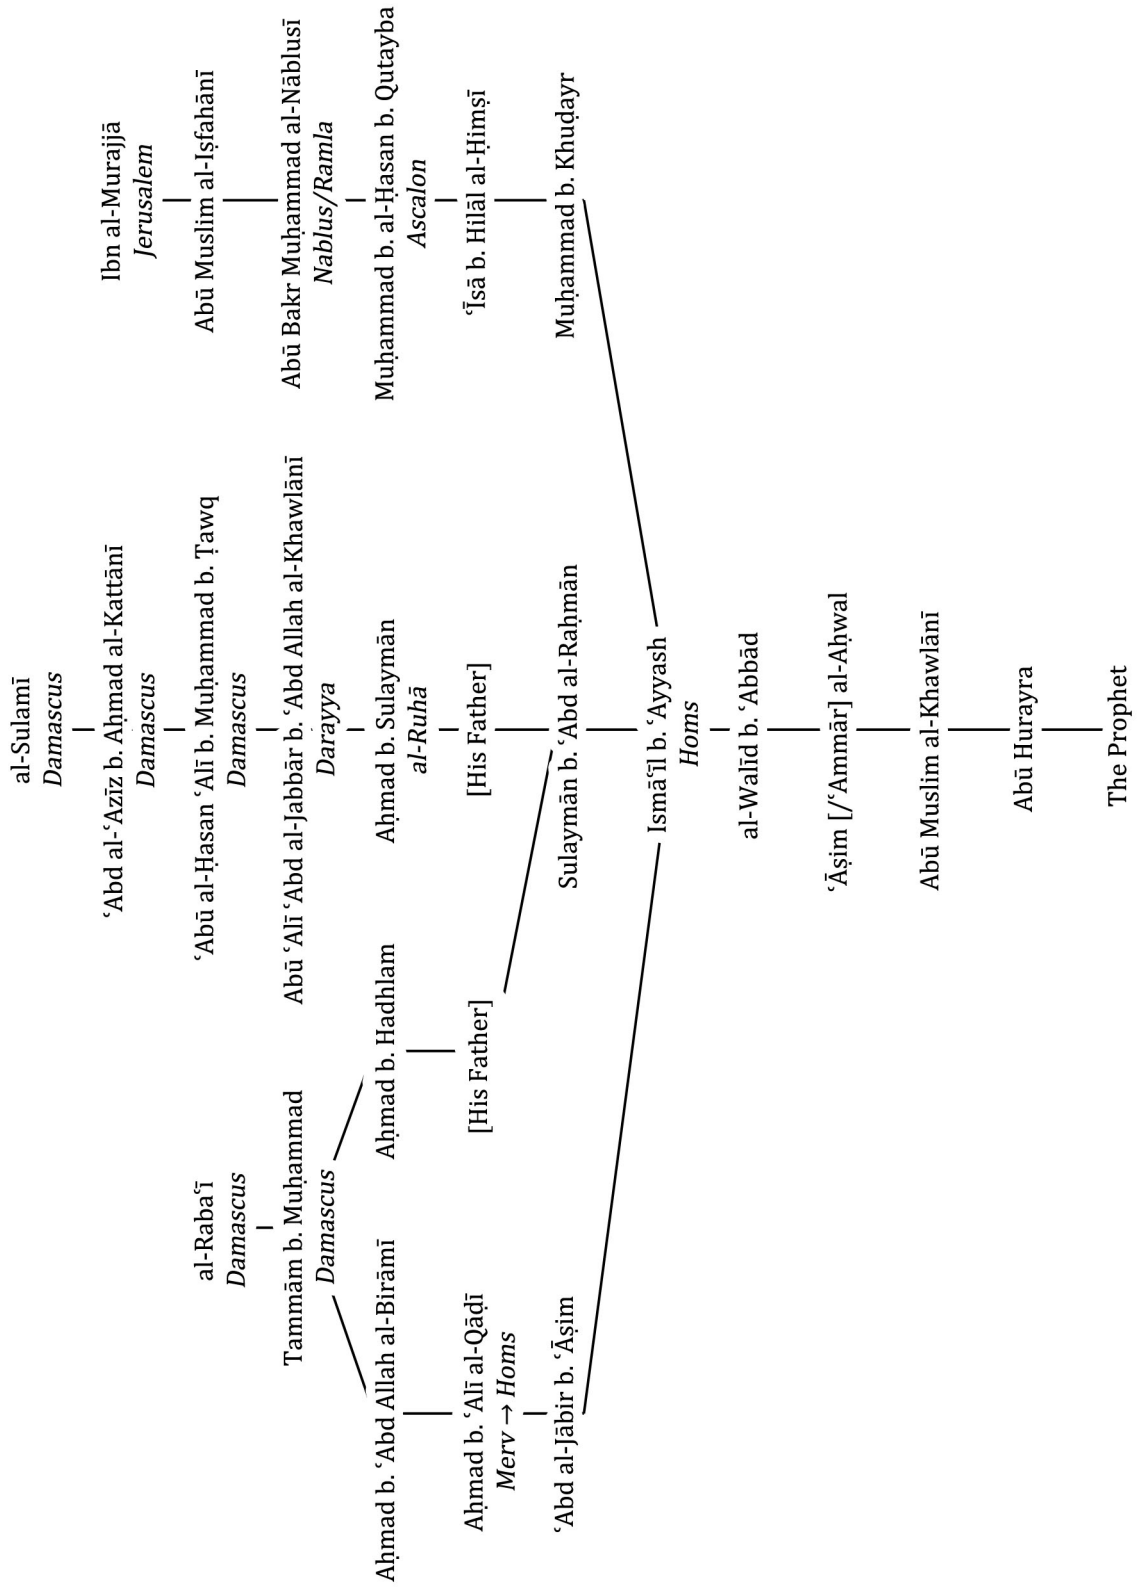 al-Sulamī
Damascus
ʿAbd al-ʿAzīz b. Aḥmad al-Kattānī
Damascus
Ibn al-Murajjā
Jerusalem
al-Rabaʿī
Damascus
ʿAbū al-Ḥasan ʿAlī b. Muḥammad b. Ṭawq
Damascus
Abū Muslim al-Iṣfahānī
Tammām b. Muḥammad
Damascus
Abū ʿAlī ʿAbd al-Jabbār b. ʿAbd Allah al-Khawlānī
Darayya
Abū Bakr Muḥammad al-Nāblusī
Nablus/Ramla
Aḥmad b. ʿAbd Allah al-Birāmī
Aḥmad b. Hadhlam
Aḥmad b. Sulaymān
al-Ruhā
Muḥammad b. al-Ḥasan b. Qutayba
Ascalon
Aḥmad b. ʿAlī al-Qāḍī
Merv → Homs
[His Father]
[His Father]
ʿĪsā b. Hilāl al-Ḥimṣī
ʿAbd al-Jābir b. ʿĀṣim
Sulaymān b. ʿAbd al-Raḥmān
Muḥammad b. Khuḍayr
Ismāʿīl b. ʿAyyash
Homs
al-Walīd b. ʿAbbād
ʿĀṣim [/ʿAmmār] al-Aḥwal
Abū Muslim al-Khawlānī
Abū Hurayra
The Prophet